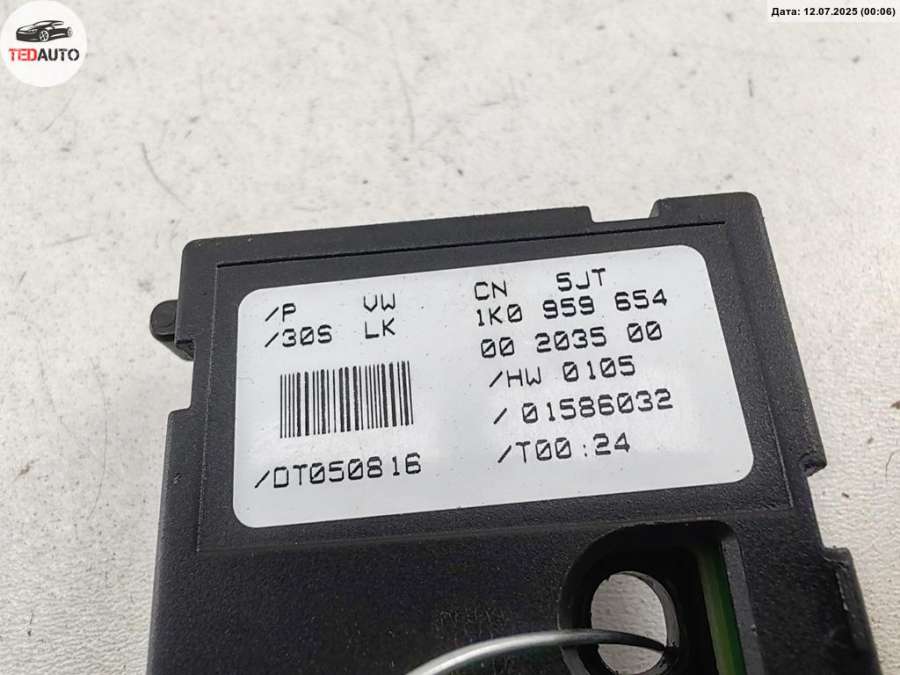 TEDAUTO
Дата: 12.07.2025 (00:06)
/P VW CN 5JT
/30S LK 1K0 959 654
00 2035 00
/HW 0105
/ 01586032
/DT050816 /T00:24